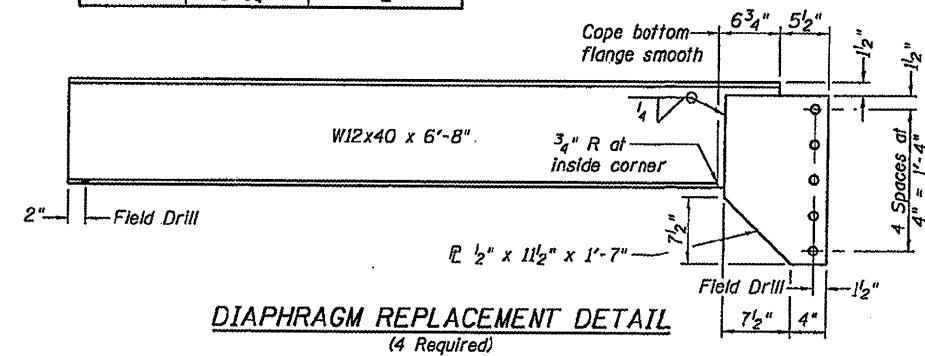 6¾" 5½"
Cope bottom
flange smooth
1½"
1½"
¼
W12x40 x 6'-8"
¾" R at
inside corner
4 Spaces at
4" = 1'-4"
2" Field Drill
7½"
℄ ½" x 11½" x 1'-7"
Field Drill 1½"
7½" 4"
DIAPHRAGM REPLACEMENT DETAIL
(4 Required)